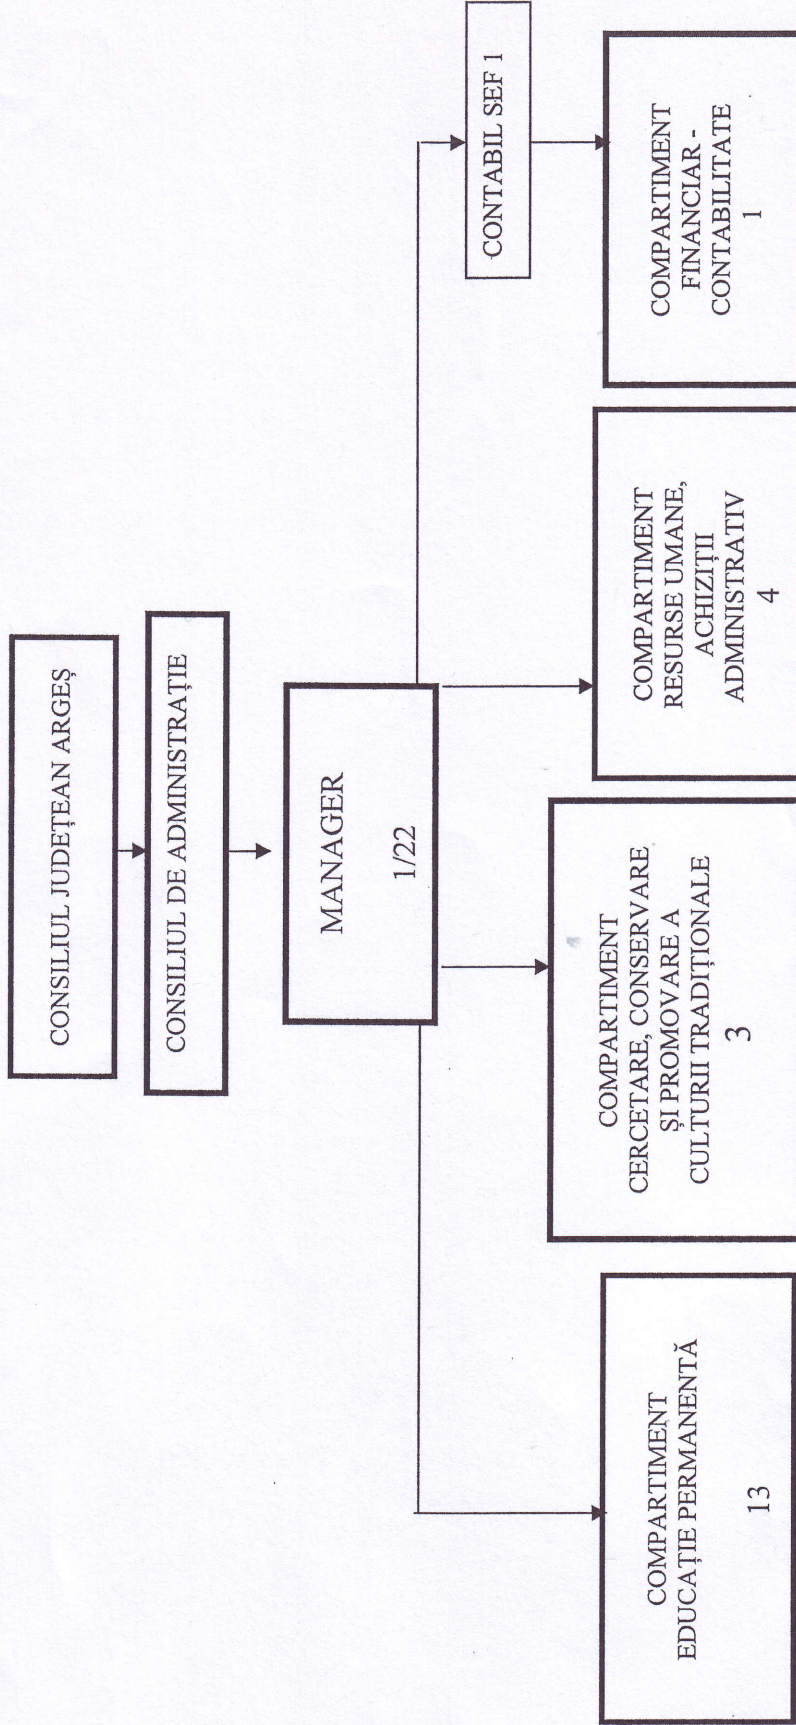 CONSILIUL JUDEȚEAN ARGEȘ
CONSILIUL DE ADMINISTRAȚIE
MANAGER
1/22
COMPARTIMENT
EDUCAȚIE PERMANENTĂ
13
COMPARTIMENT
CERCETARE, CONSERVARE
ȘI PROMOVARE A
CULTURII TRADIȚIONALE
3
COMPARTIMENT
RESURSE UMANE,
ACHIZIȚII
ADMINISTRATIV
4
CONTABIL SEF 1
COMPARTIMENT
FINANCIAR -
CONTABILITATE
1